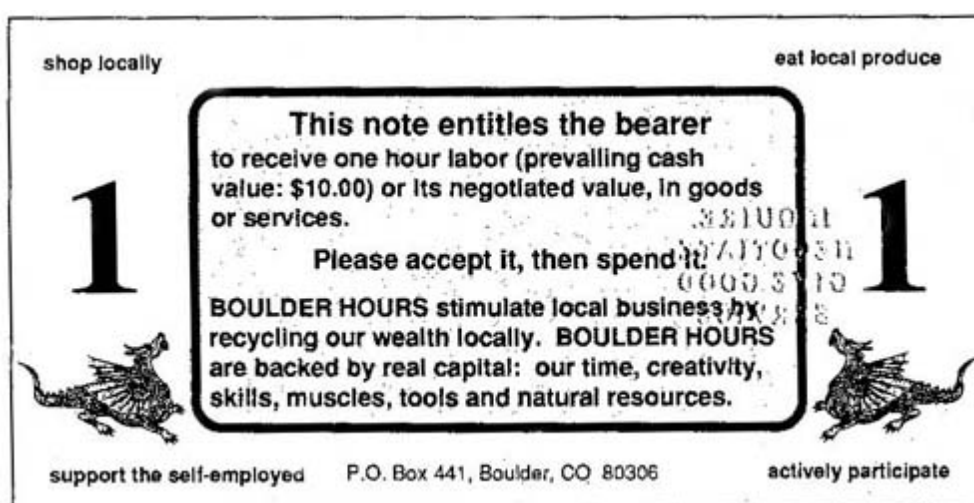 shop locally
eat local produce
This note entitles the bearer
to receive one hour labor (prevailing cash
value: $10.00) or its negotiated value, in goods
or services.
Please accept it, then spend it.
BOULDER HOURS stimulate local business by
recycling our wealth locally. BOULDER HOURS
are backed by real capital: our time, creativity,
skills, muscles, tools and natural resources.
1
1
support the self-employed
P.O. Box 441, Boulder, CO 80306
actively participate